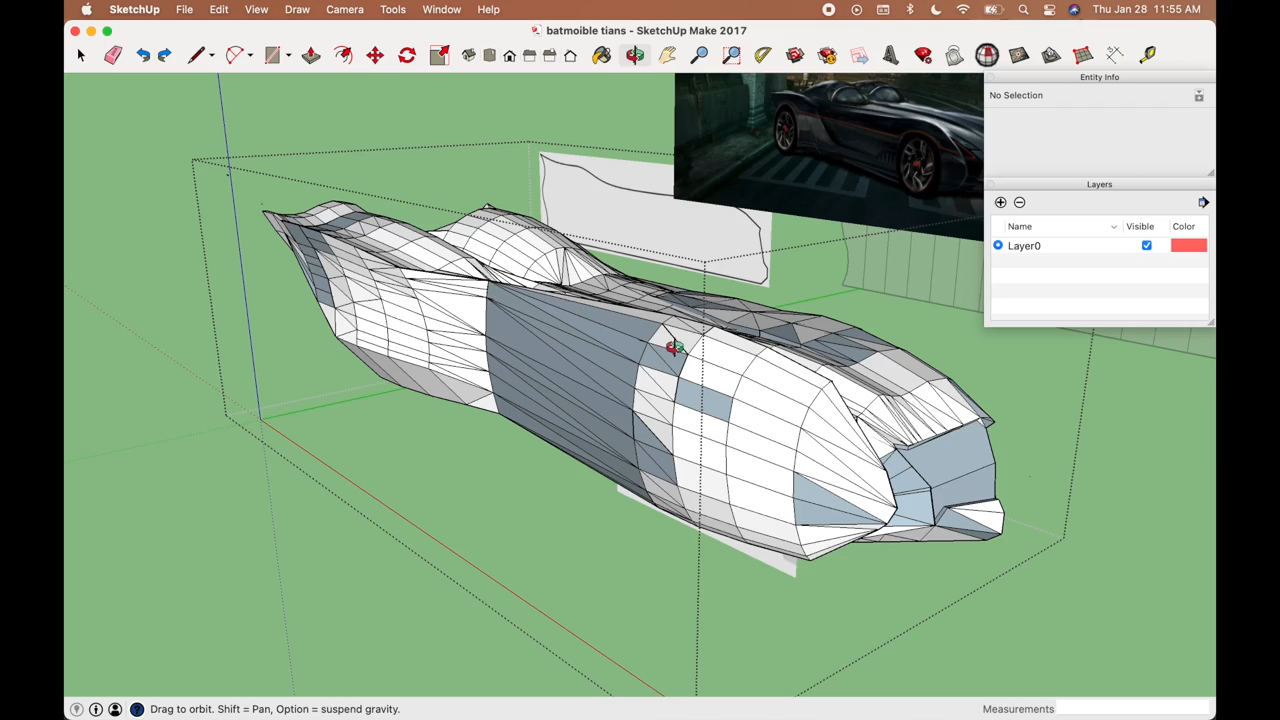 SketchUp File Edit View Draw Camera Tools Window Help Thu Jan 28 11:55 AM
batmoible tians - SketchUp Make 2017
Entity Info
No Selection
Layers
Name Visible Color
Layer0
? Drag to orbit. Shift = Pan, Option = suspend gravity. Measurements